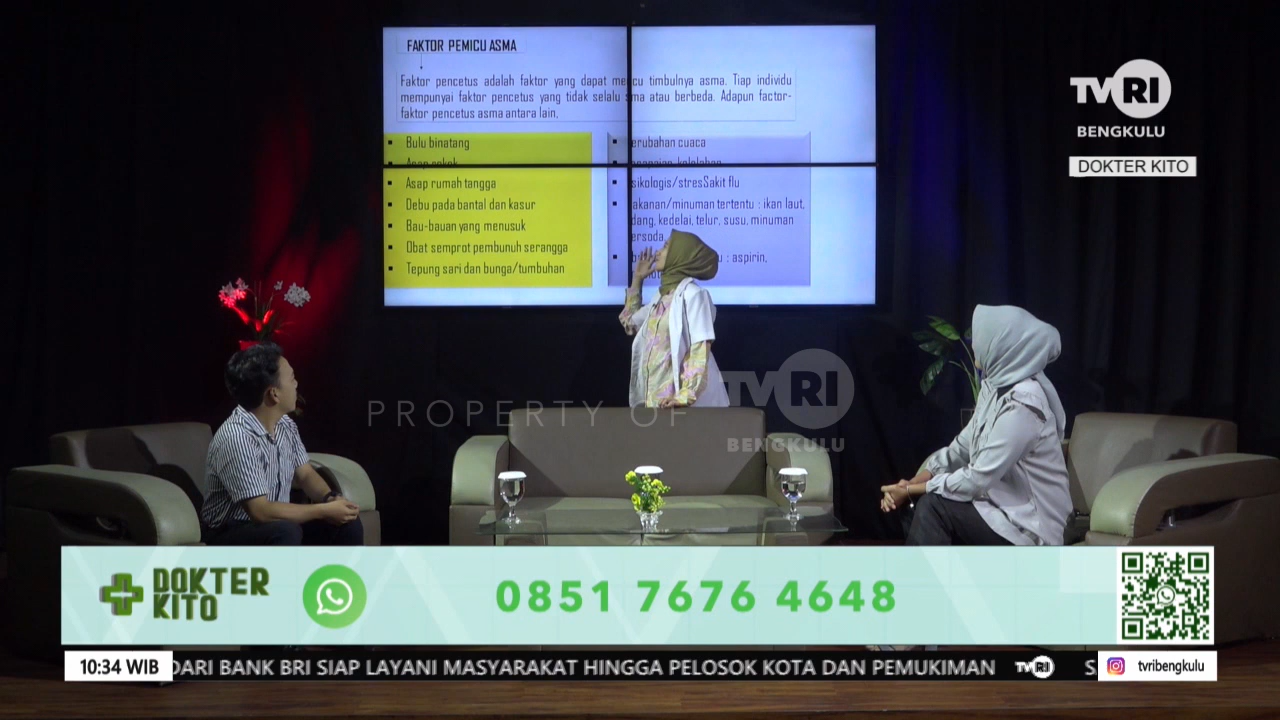 FAKTOR PEMICU ASMA
Faktor pencetus adalah faktor yang dapat timbulnya asma. Tiap individu
mempunyai faktor pencetus yang tidak selalu atau berbeda. Adapun factor-
faktor pencetus asma antara lain,
Bulu binatang
Asap rumah tangga
Debu pada bantal dan kasur
Bau-bauan yang menusuk
Obat semprot pembunuh serangga
Tepung sari dan bunga/tumbuhan
cuaca
sikologis/stresSakit flu
akanan/minuman tertentu : ikan laut,
dang, kedelai, telur, susu, minuman
ersoda
: aspirin,
TVRI
BENGKULU
DOKTER KITO
PROPERTY OF
TVRI
BENGKULU
DOKTER
KITO
0851 7676 4648
10:34 WIB
DARI BANK BRI SIAP LAYANI MASYARAKAT HINGGA PELOSOK KOTA DAN PEMUKIMAN TVRI S
tvribengkulu